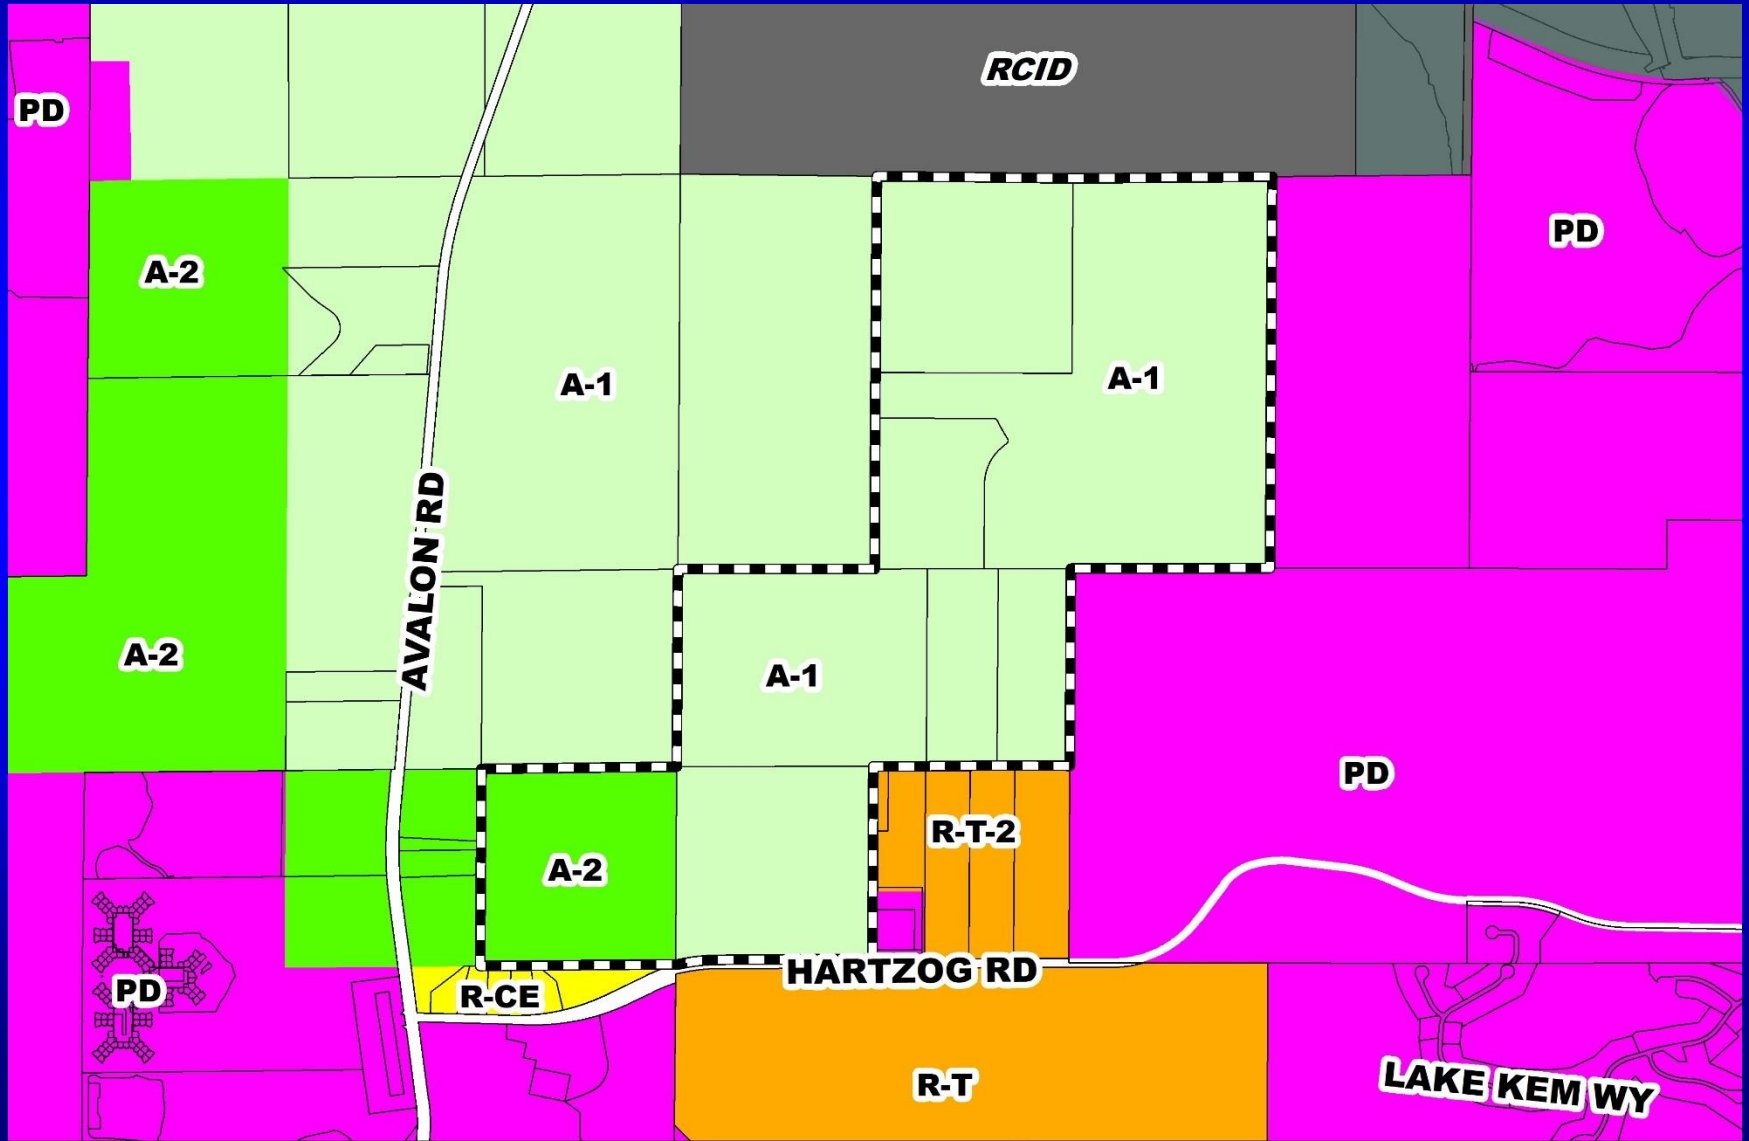 RCID
PD
PD
A-2
A-1
A-1
AVALON RD
A-2
A-1
PD
R-T-2
A-2
HARTZOG RD
PD
R-CE
R-T
LAKE KEM WY